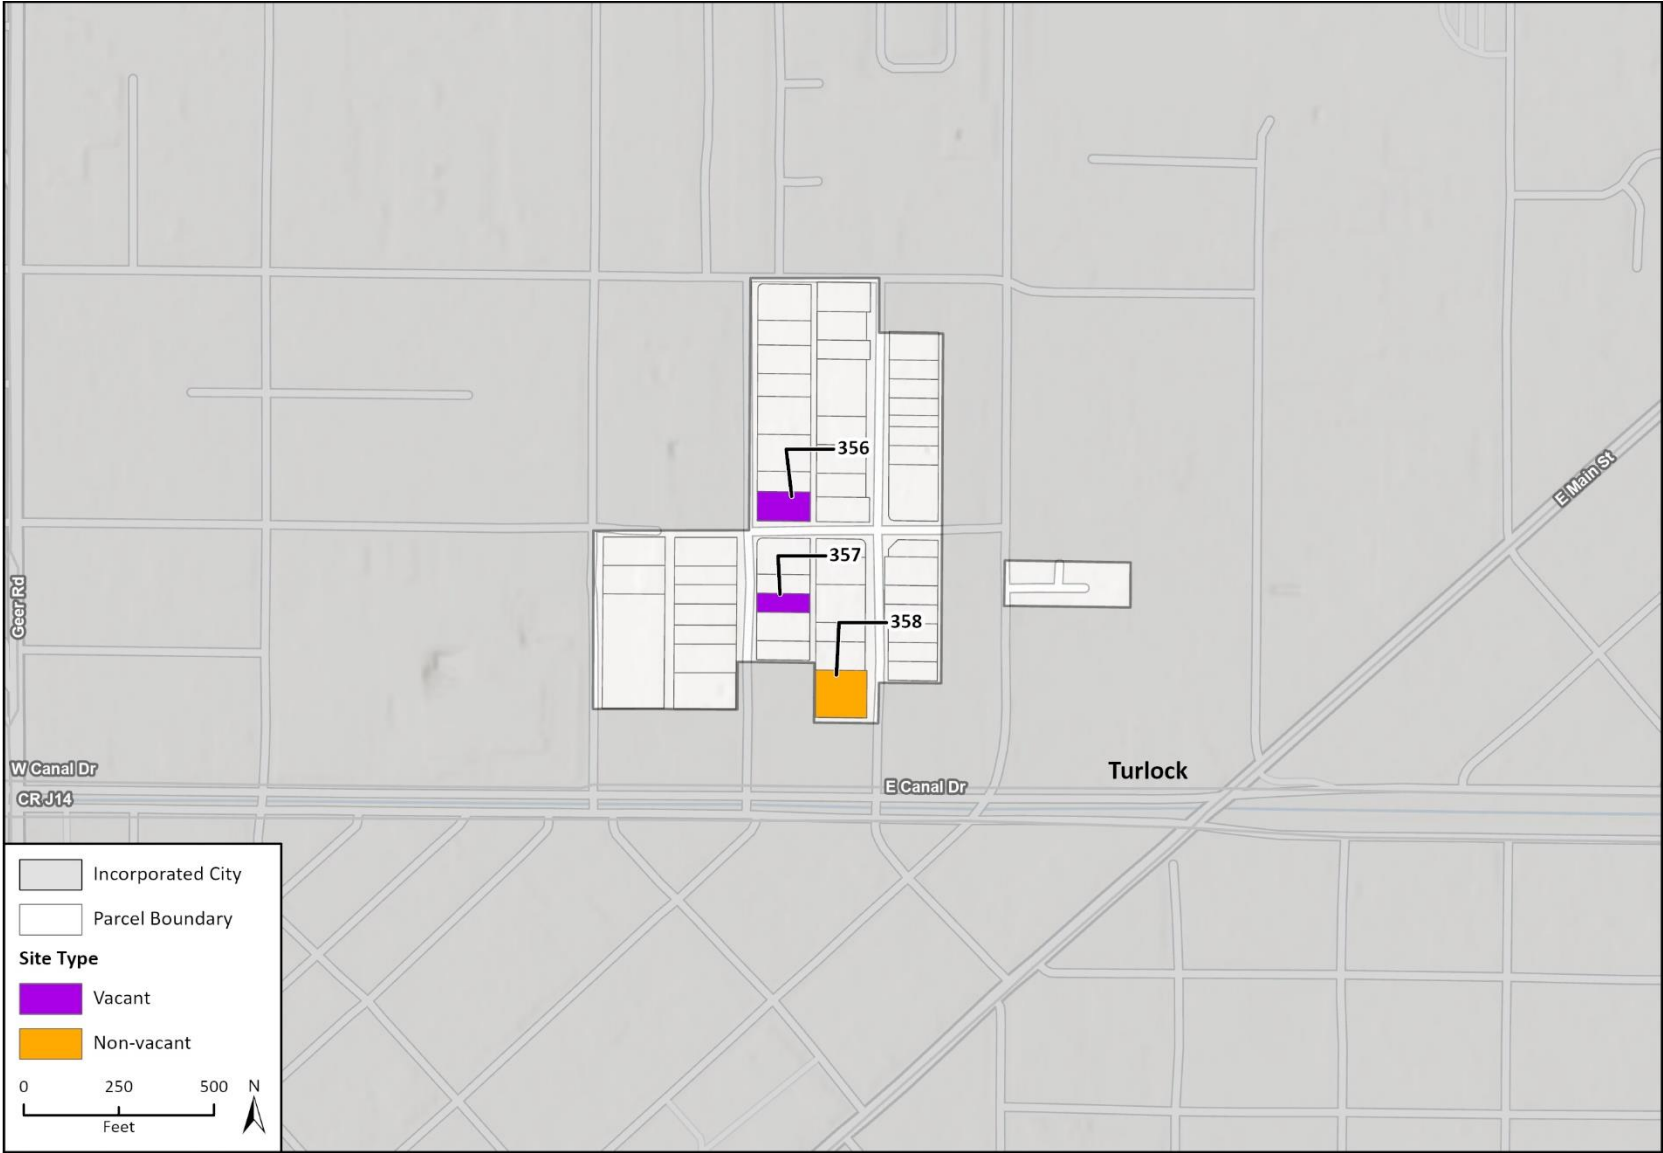 356
357
358
E Main St
Geer Rd
W Canal Dr
CR J14
E Canal Dr
Turlock
Incorporated City
Parcel Boundary
Site Type
Vacant
Non-vacant
0 250 500 N
Feet